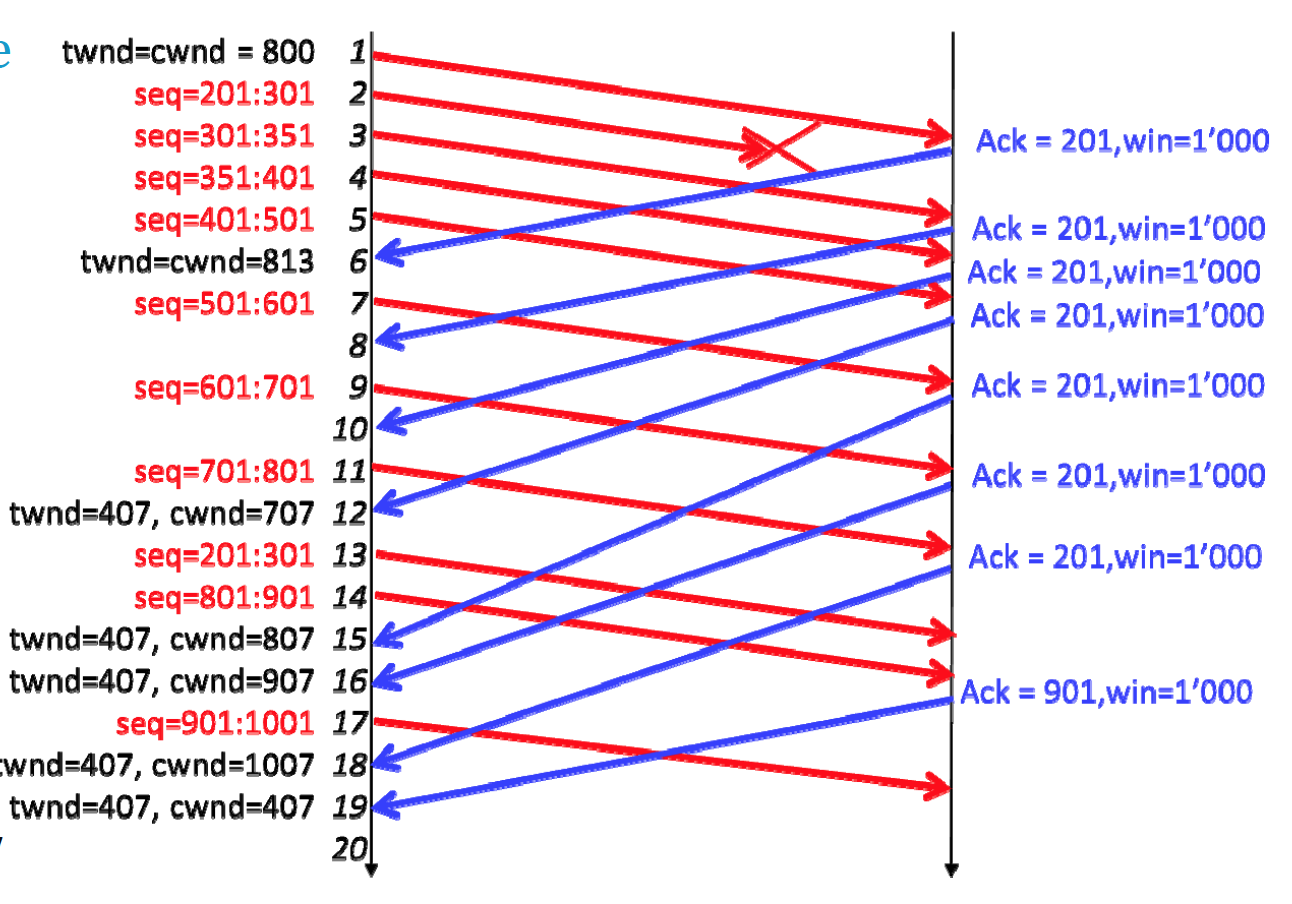 e
twnd=cwnd = 800 1
seq=201:301 2
seq=301:351 3
Ack = 201,win=1'000
seq=351:401 4
seq=401:501 5
Ack = 201,win=1'000
twnd=cwnd=813 6
Ack = 201,win=1'000
seq=501:601 7
Ack = 201,win=1'000
8
seq=601:701 9
Ack = 201,win=1'000
10
seq=701:801 11
Ack = 201,win=1'000
twnd=407, cwnd=707 12
seq=201:301 13
Ack = 201,win=1'000
seq=801:901 14
twnd=407, cwnd=807 15
twnd=407, cwnd=907 16
Ack = 901,win=1'000
seq=901:1001 17
twnd=407, cwnd=1007 18
twnd=407, cwnd=407 19
20